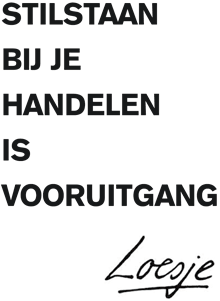 STILSTAAN
BIJ JE
HANDELEN
IS
VOORUITGANG
Loesje